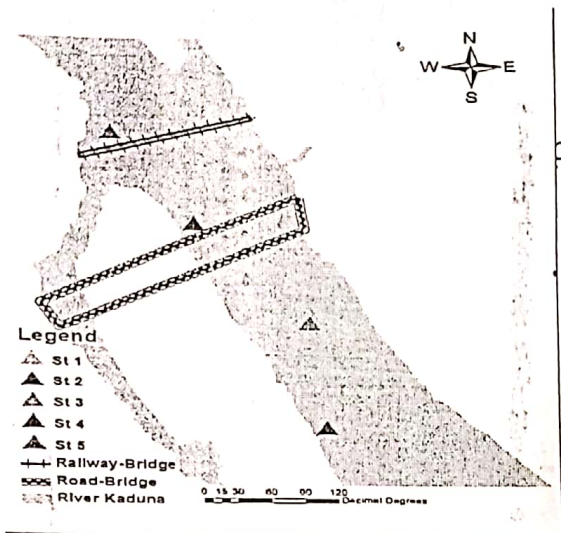 N
W E
S
Legend
St 1
St 2
St 3
St 4
St 5
Railway-Bridge
Road-Bridge
River Kaduna
0 15 30 60 90 120
Decimal Degrees